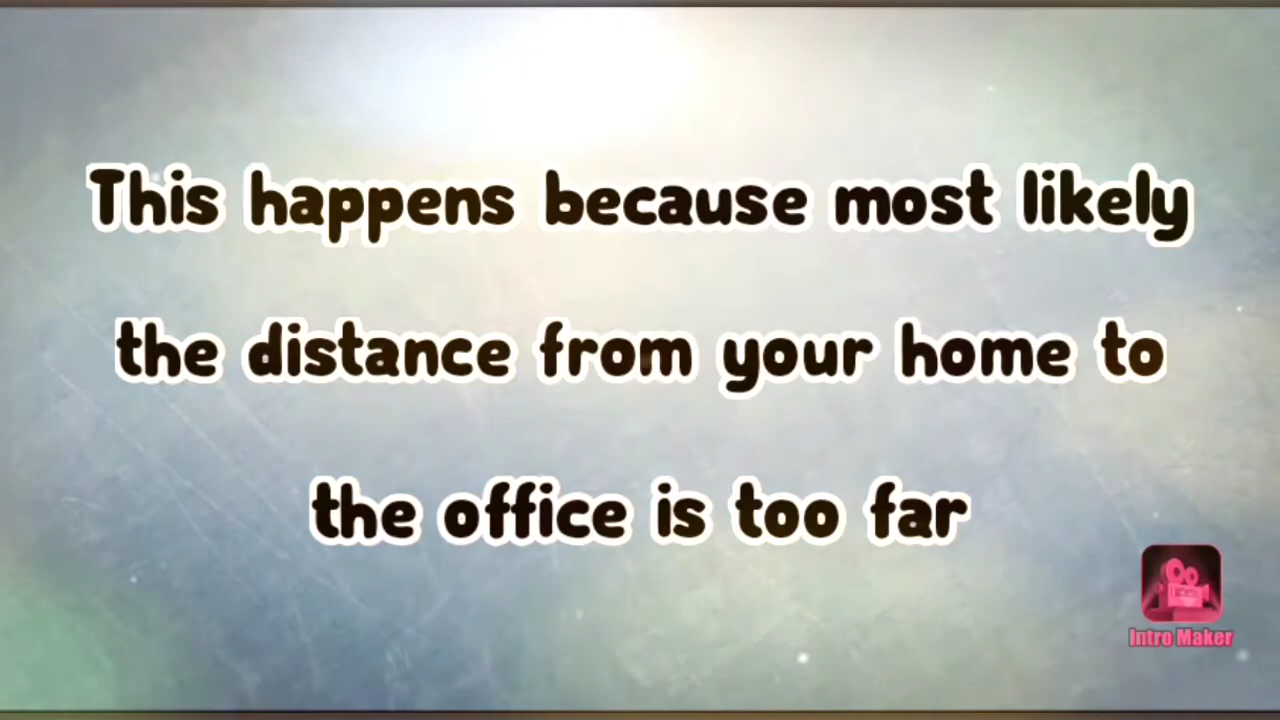 This happens because most likely
the distance from your home to
the office is too far
Intro Maker